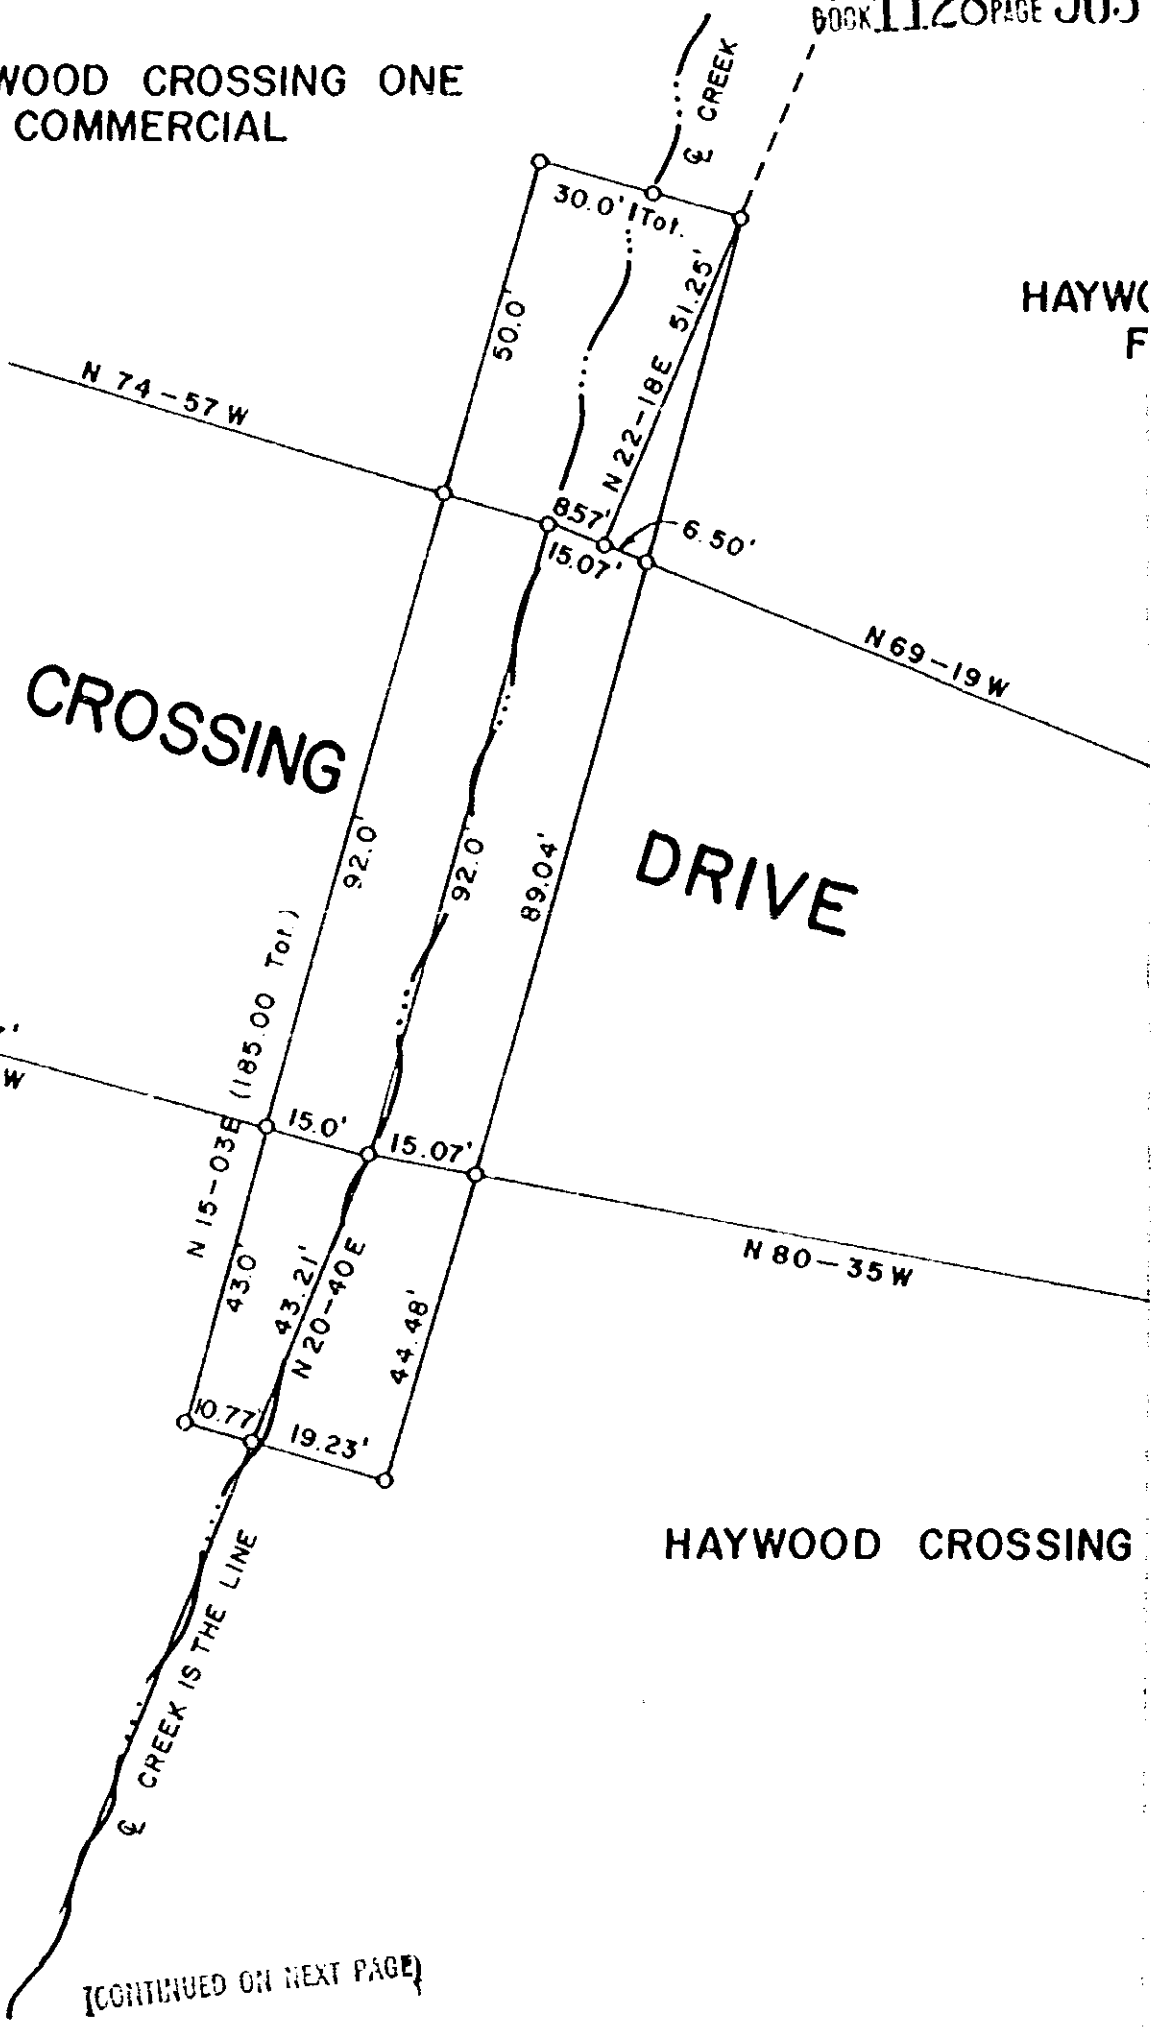 BOOK 1128 PAGE
WOOD CROSSING ONE
COMMERCIAL
℄ CREEK
30.0' Tot.
HAYWO
F
50.0'
N 22-18E 51.25'
N 74-57 W
8.57'
6.50'
15.07'
N 69-19 W
CROSSING
DRIVE
92.0'
92.0'
89.04'
N 15-03E (185.00 Tot.)
W
15.0'
15.07'
N 80-35 W
43.0'
43.21'
N 20-40E
44.48'
10.77'
19.23'
HAYWOOD CROSSING
℄ CREEK IS THE LINE
[CONTINUED ON NEXT PAGE]